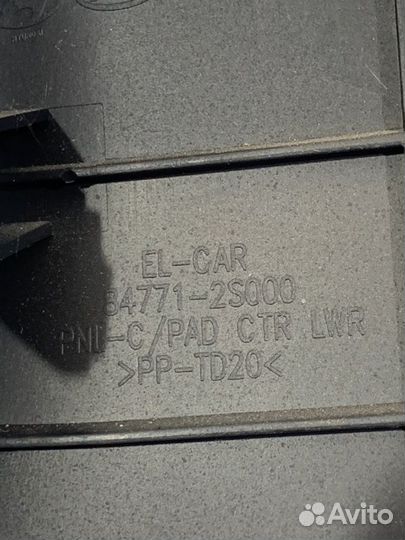 EL-CAR
84771-2S000
PNL-C/PAD CTR LWR
>PP-TD20<
Avito